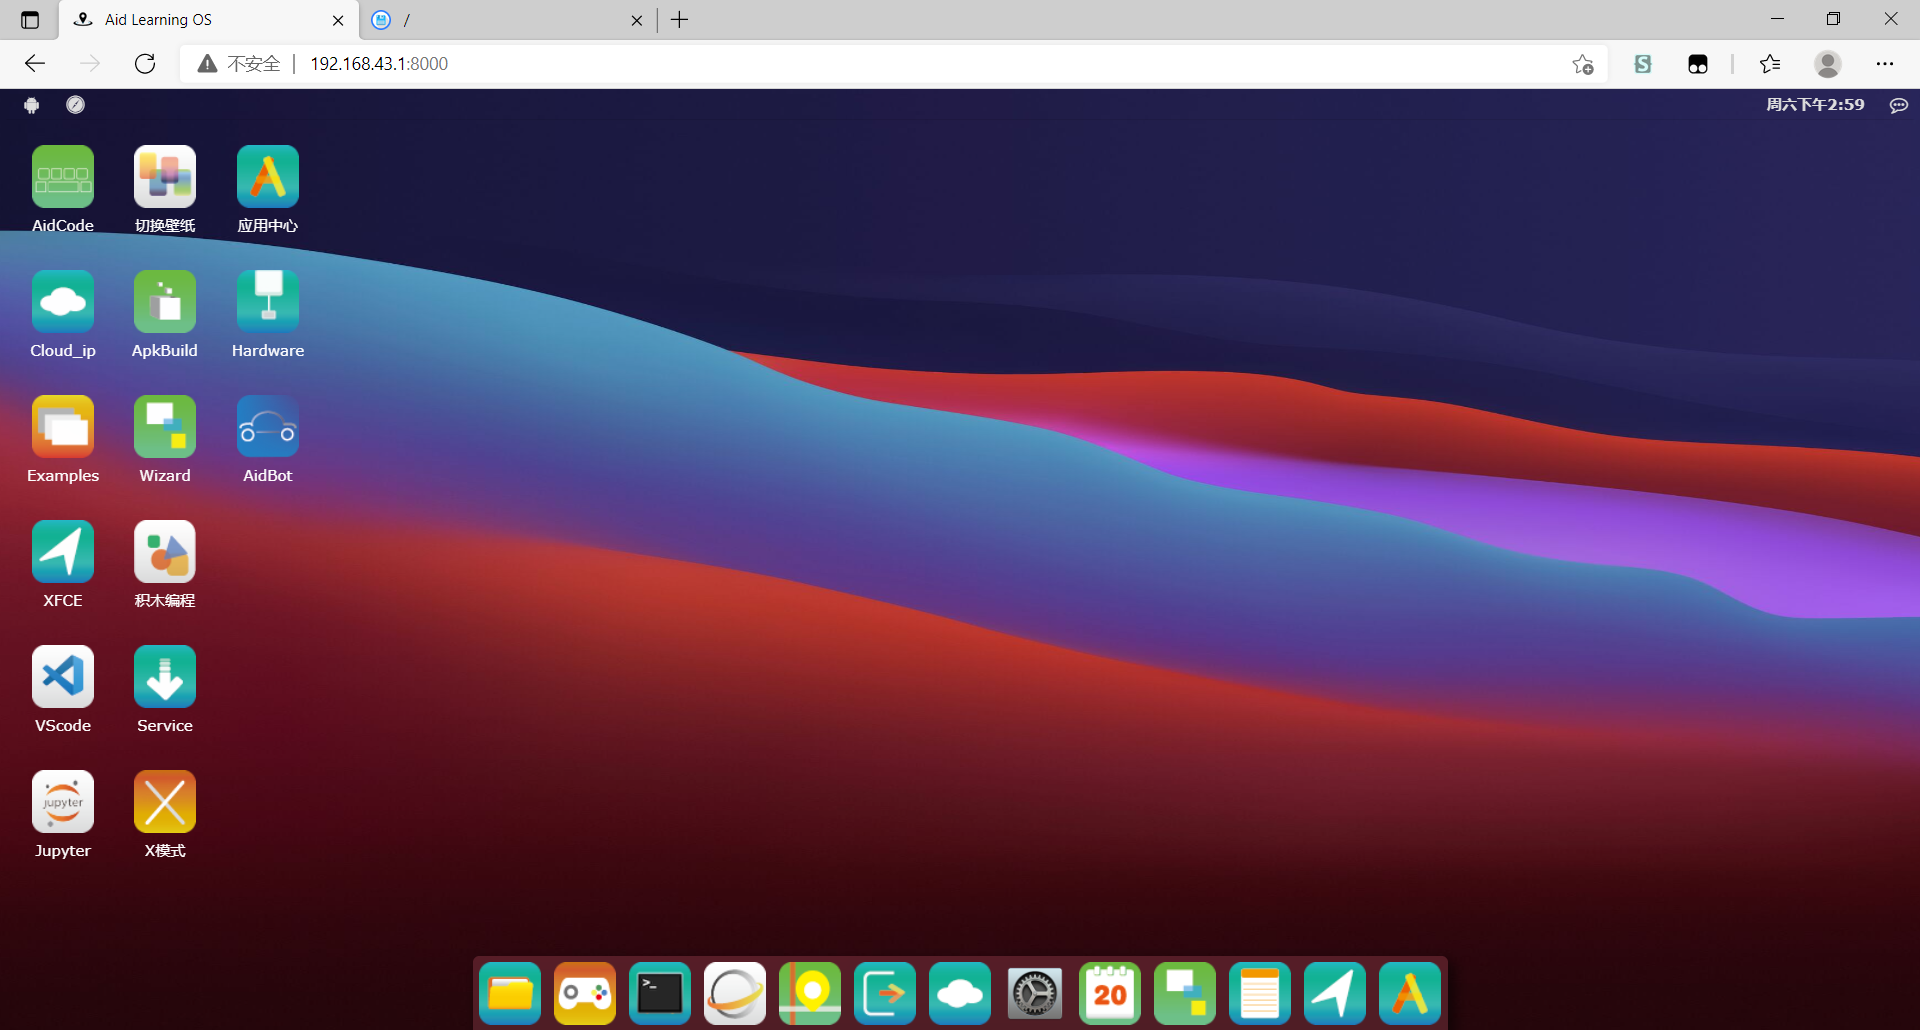 Aid Learning OS
/
不安全
192.168.43.1:8000
周六下午2:59
AidCode
切换壁纸
应用中心
Cloud_ip
ApkBuild
Hardware
Examples
Wizard
AidBot
XFCE
积木编程
VScode
Service
jupyter
Jupyter
X模式
>_
20